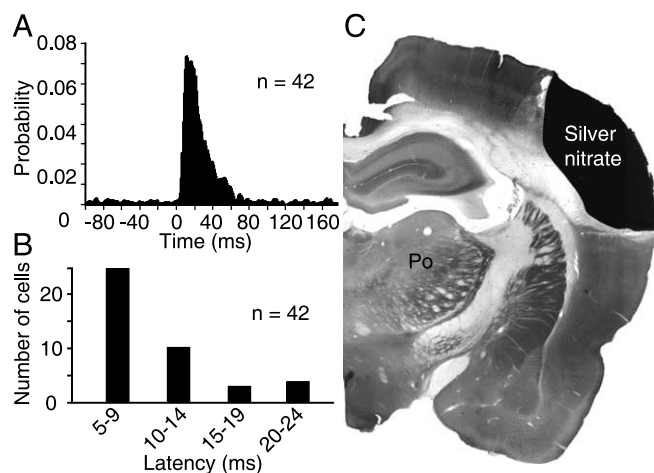 A
0.08
0.06
0.04
0.02
0
Probability
n = 42
-80 -40 0 40 80 120 160
Time (ms)
B
20
10
0
Number of cells
n = 42
5-9 10-14 15-19 20-24
Latency (ms)
C
Silver
nitrate
Po